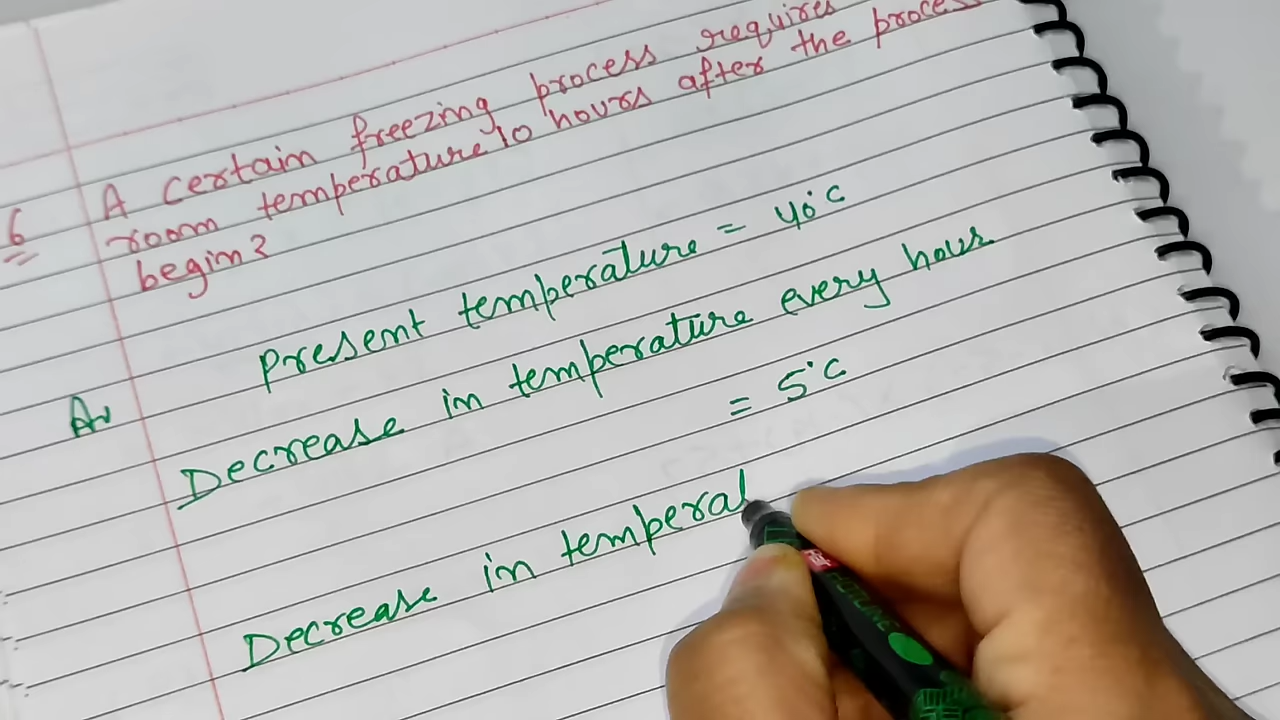 6 A certain freezing process requires
room temperature 10 hours after the process
begin?
Ar present temperature = 40°C
Decrease in temperature every hour
= 5°C
Decrease in temperat